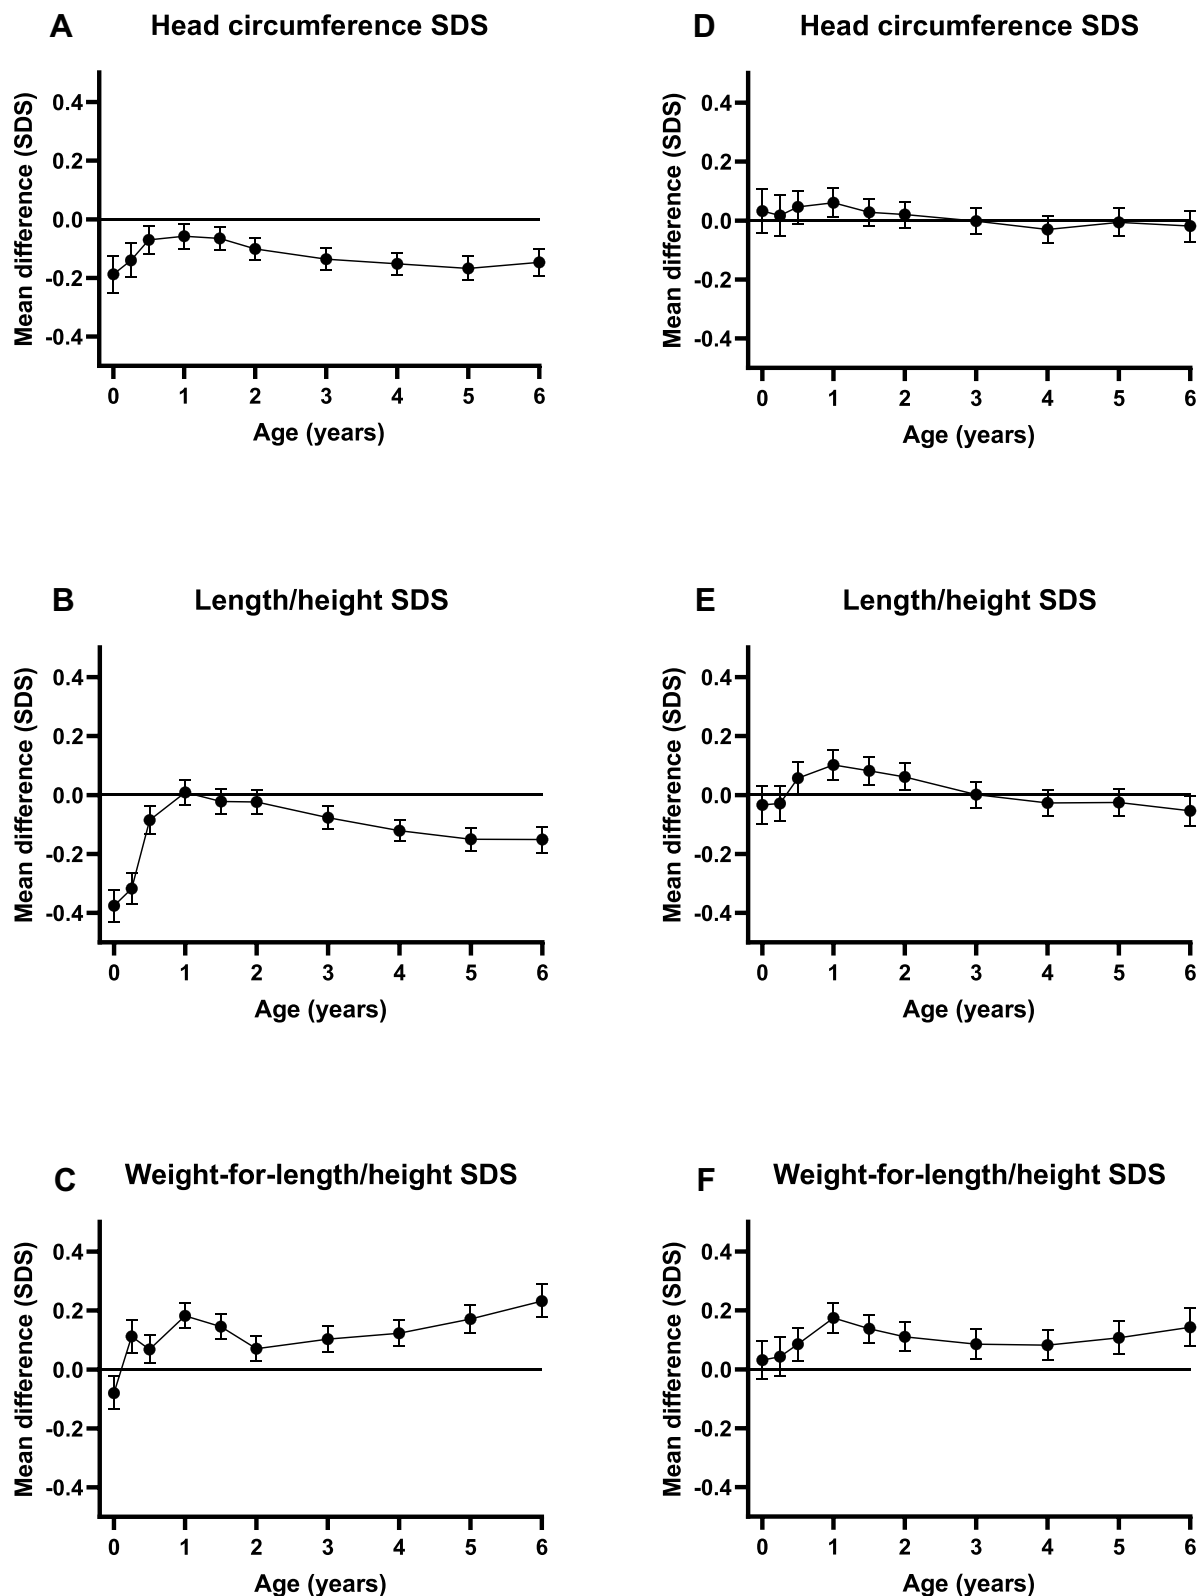 A
Head circumference SDS
Mean difference (SDS)
0.4
0.2
0.0
-0.2
-0.4
0 1 2 3 4 5 6
Age (years)
D
Head circumference SDS
Mean difference (SDS)
0.4
0.2
0.0
-0.2
-0.4
0 1 2 3 4 5 6
Age (years)
B
Length/height SDS
Mean difference (SDS)
0.4
0.2
0.0
-0.2
-0.4
0 1 2 3 4 5 6
Age (years)
E
Length/height SDS
Mean difference (SDS)
0.4
0.2
0.0
-0.2
-0.4
0 1 2 3 4 5 6
Age (years)
C
Weight-for-length/height SDS
Mean difference (SDS)
0.4
0.2
0.0
-0.2
-0.4
0 1 2 3 4 5 6
Age (years)
F
Weight-for-length/height SDS
Mean difference (SDS)
0.4
0.2
0.0
-0.2
-0.4
0 1 2 3 4 5 6
Age (years)